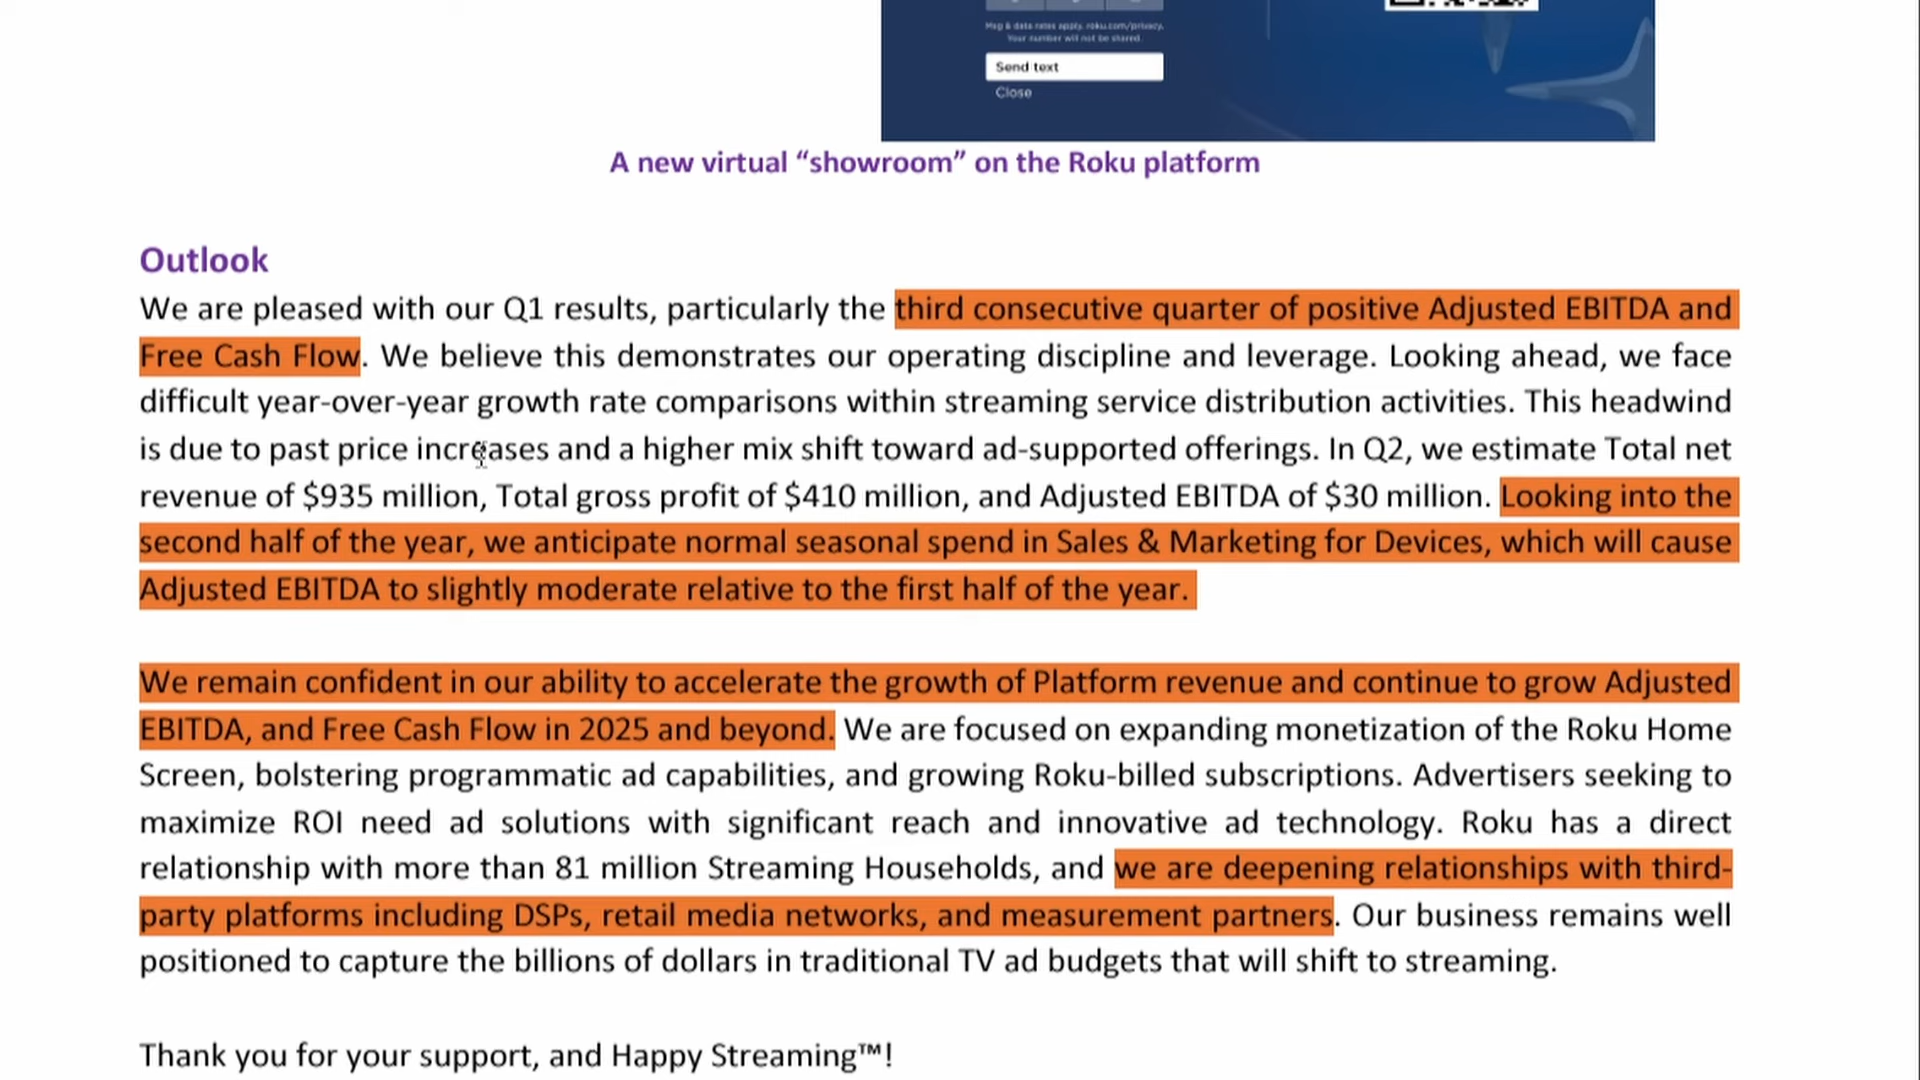 Msg & data rates apply. roku.com/privacy.
Your number will not be shared.
Send text
Close
A new virtual “showroom” on the Roku platform
Outlook
We are pleased with our Q1 results, particularly the third consecutive quarter of positive Adjusted EBITDA and
Free Cash Flow. We believe this demonstrates our operating discipline and leverage. Looking ahead, we face
difficult year-over-year growth rate comparisons within streaming service distribution activities. This headwind
is due to past price increases and a higher mix shift toward ad-supported offerings. In Q2, we estimate Total net
revenue of $935 million, Total gross profit of $410 million, and Adjusted EBITDA of $30 million. Looking into the
second half of the year, we anticipate normal seasonal spend in Sales & Marketing for Devices, which will cause
Adjusted EBITDA to slightly moderate relative to the first half of the year.
We remain confident in our ability to accelerate the growth of Platform revenue and continue to grow Adjusted
EBITDA, and Free Cash Flow in 2025 and beyond. We are focused on expanding monetization of the Roku Home
Screen, bolstering programmatic ad capabilities, and growing Roku-billed subscriptions. Advertisers seeking to
maximize ROI need ad solutions with significant reach and innovative ad technology. Roku has a direct
relationship with more than 81 million Streaming Households, and we are deepening relationships with third-
party platforms including DSPs, retail media networks, and measurement partners. Our business remains well
positioned to capture the billions of dollars in traditional TV ad budgets that will shift to streaming.
Thank you for your support, and Happy Streaming™!